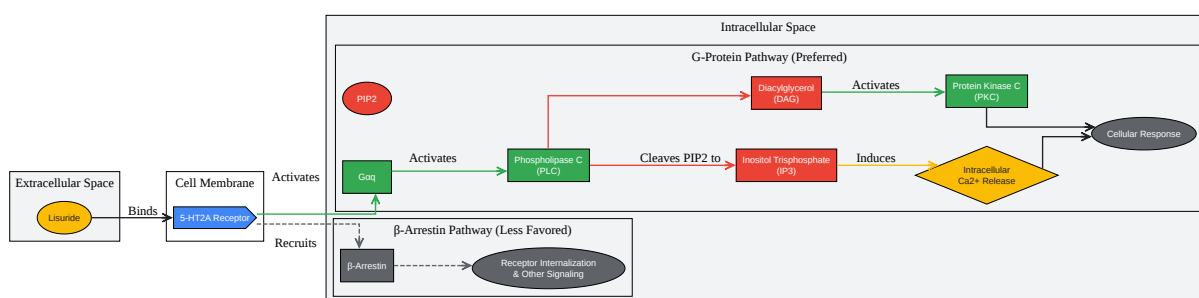 Intracellular Space
G-Protein Pathway (Preferred)
PIP2
Diacylglycerol
(DAG)
Activates
Protein Kinase C
(PKC)
Cellular Response
Activates
Phospholipase C
(PLC)
Cleaves PIP2 to
Inositol Trisphosphate
(IP3)
Induces
Intracellular
Ca2+ Release
Gαq
Extracellular Space
Lisuride
Binds
Cell Membrane
5-HT2A Receptor
Activates
Recruits
β-Arrestin Pathway (Less Favored)
β-Arrestin
Receptor Internalization
& Other Signaling